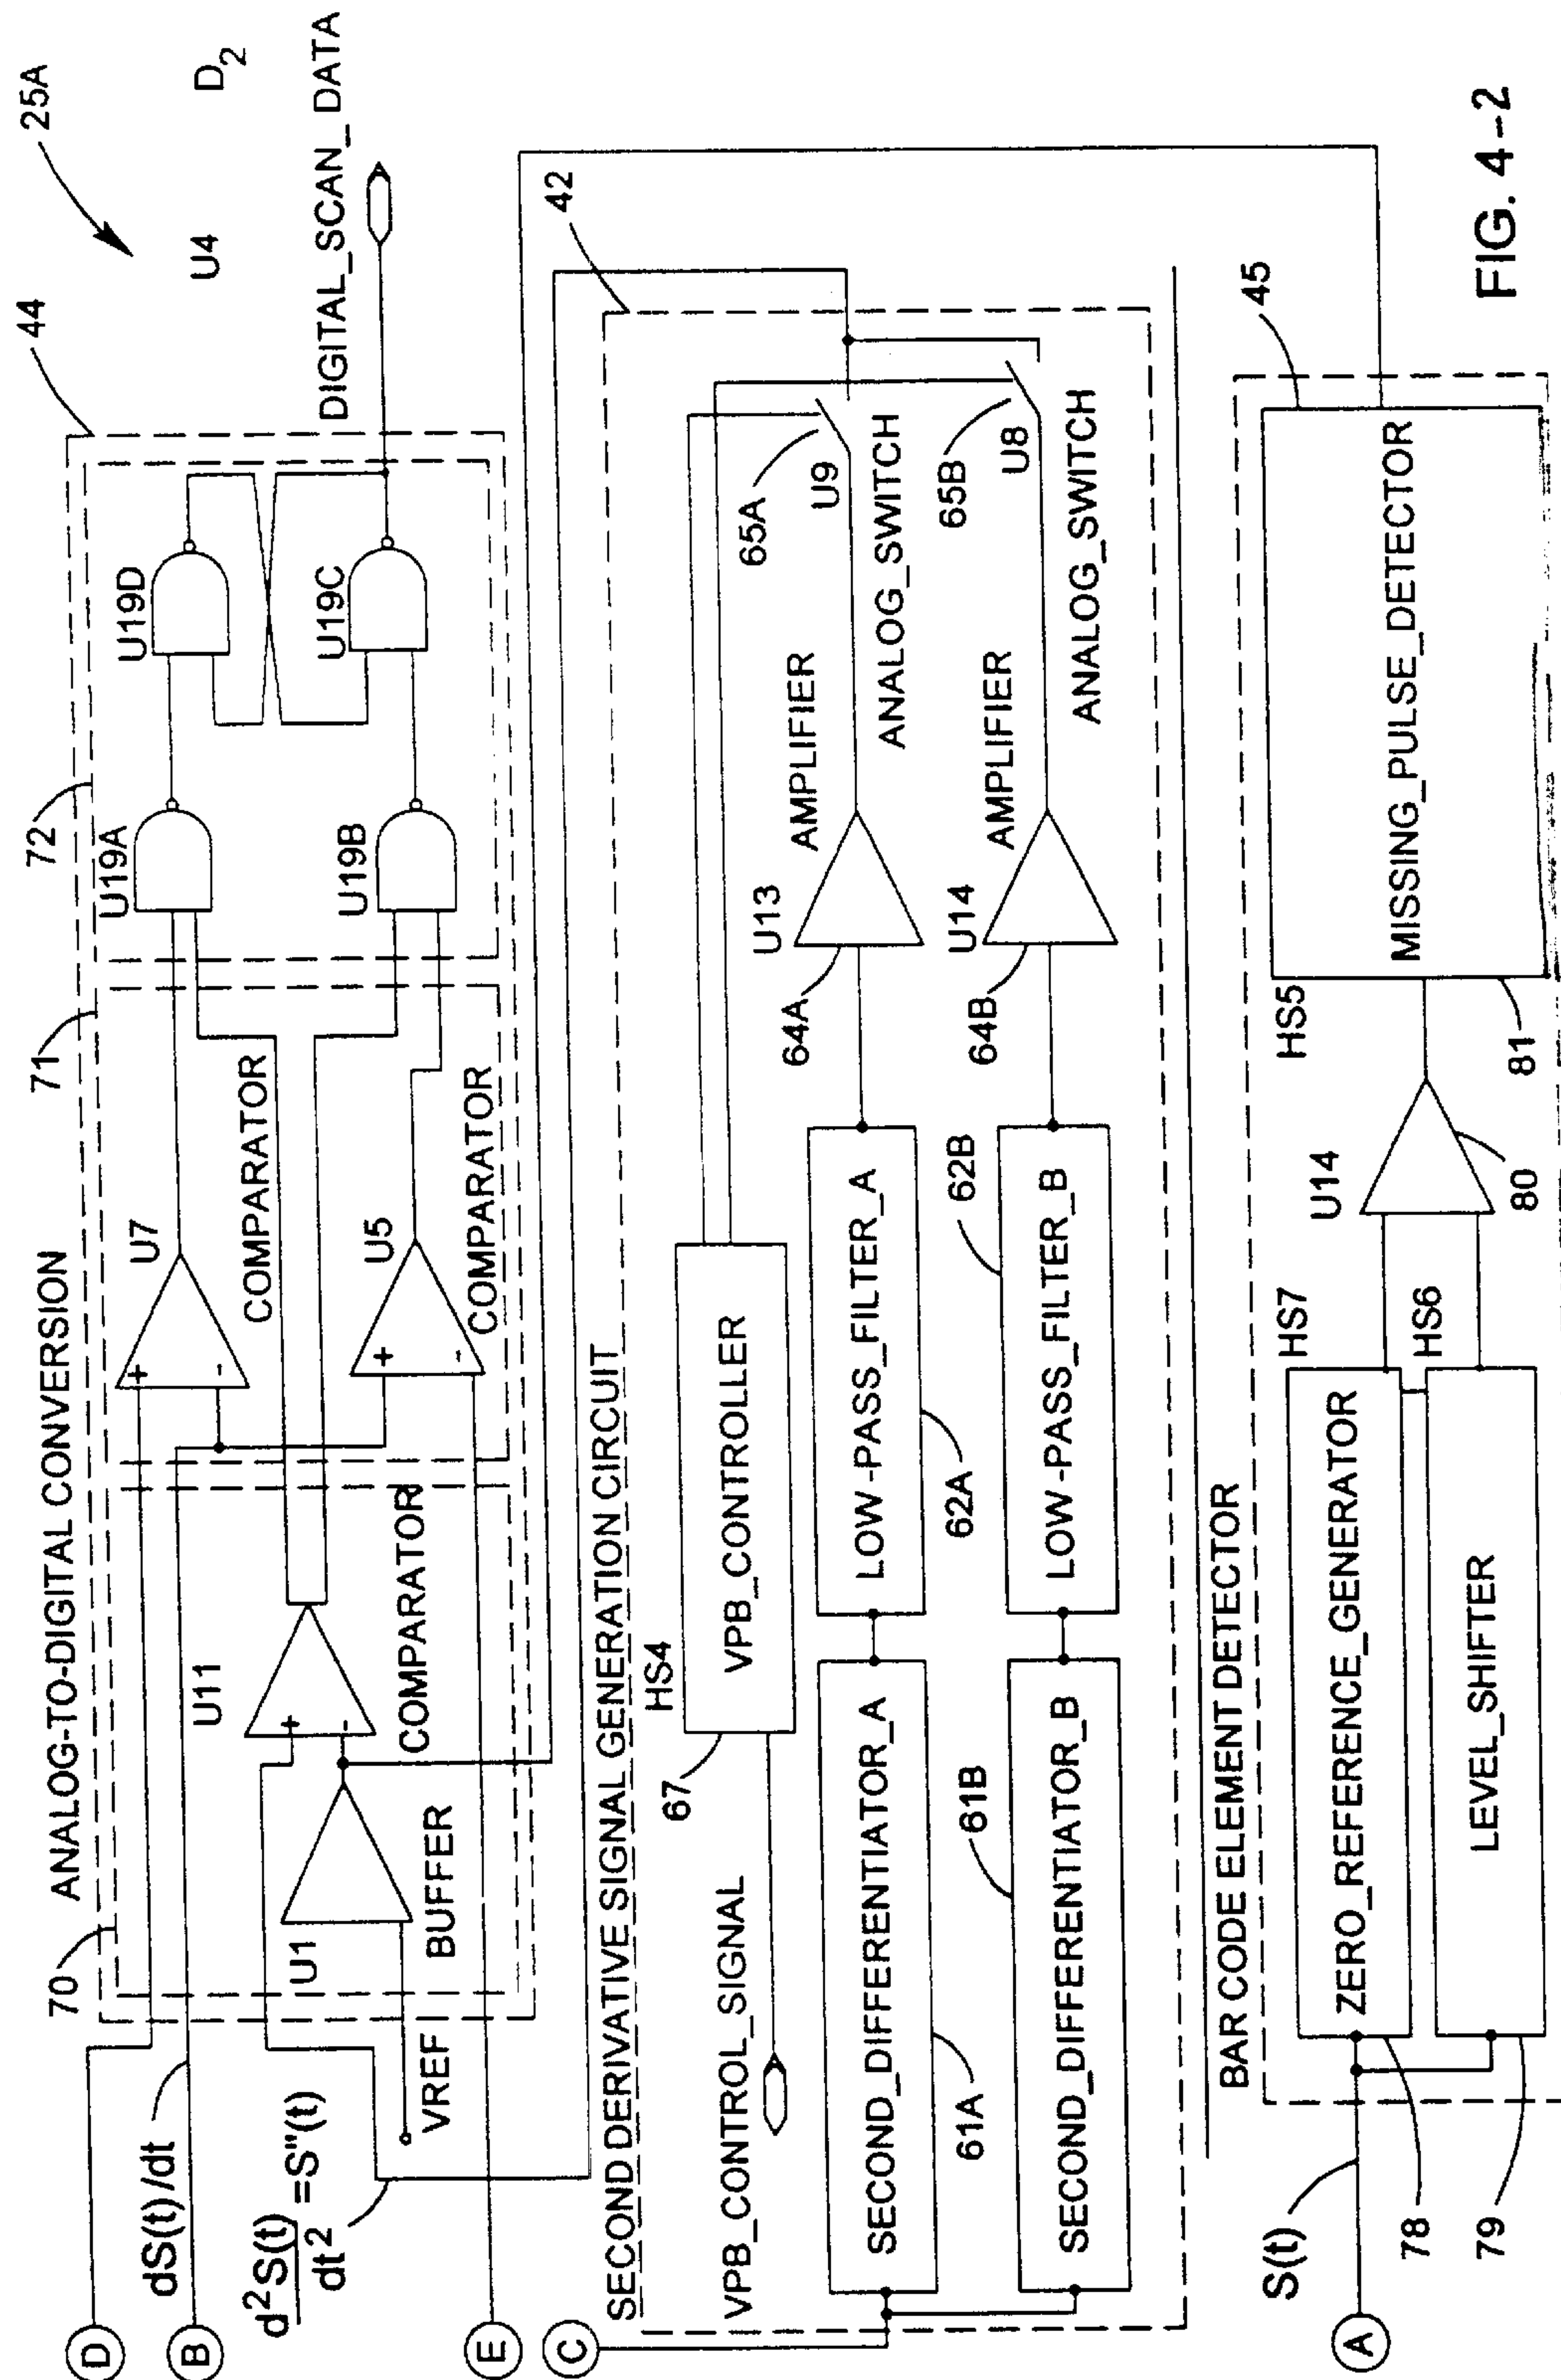 25A
D2
U4
44
DIGITAL_SCAN_DATA
ANALOG-TO-DIGITAL CONVERSION
70
71
72
D
B
dS(t)/dt
d²S(t)/dt² =S"(t)
VREF
U1
BUFFER
U11
+
-
COMPARATOR
U7
+
-
COMPARATOR
U5
+
-
COMPARATOR
U19A
U19B
U19D
U19C
E
C
SECOND DERIVATIVE SIGNAL GENERATION CIRCUIT
42
VPB_CONTROL_SIGNAL
67
HS4
VPB_CONTROLLER
SECOND_DIFFERENTIATOR_A
61A
LOW-PASS_FILTER_A
62A
64A
U13
AMPLIFIER
65A
U9
ANALOG_SWITCH
SECOND_DIFFERENTIATOR_B
61B
LOW-PASS_FILTER_B
62B
64B
U14
AMPLIFIER
65B
U8
ANALOG_SWITCH
BAR CODE ELEMENT DETECTOR
45
A
S(t)
78
79
ZERO_REFERENCE_GENERATOR
HS7
LEVEL_SHIFTER
HS6
U14
80
HS5
81
MISSING_PULSE_DETECTOR
FIG. 4-2